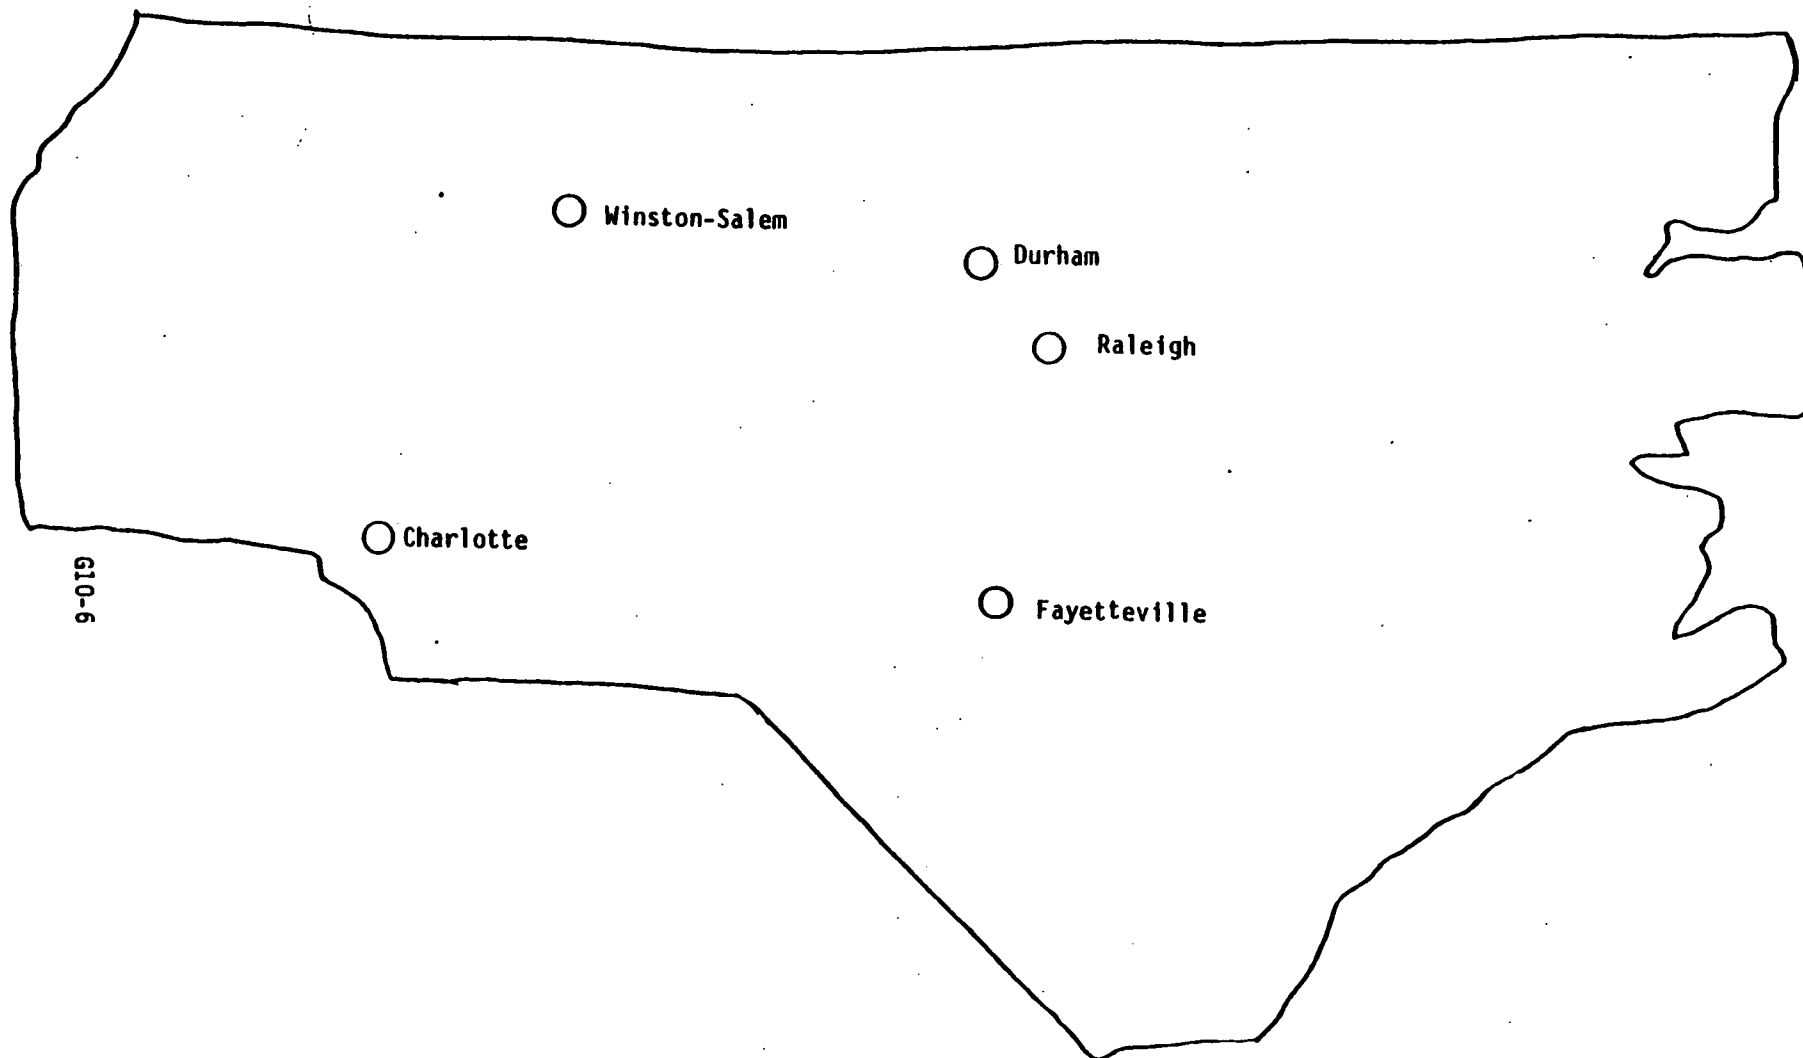 Winston-Salem
Durham
Raleigh
Charlotte
Fayetteville
G10-6